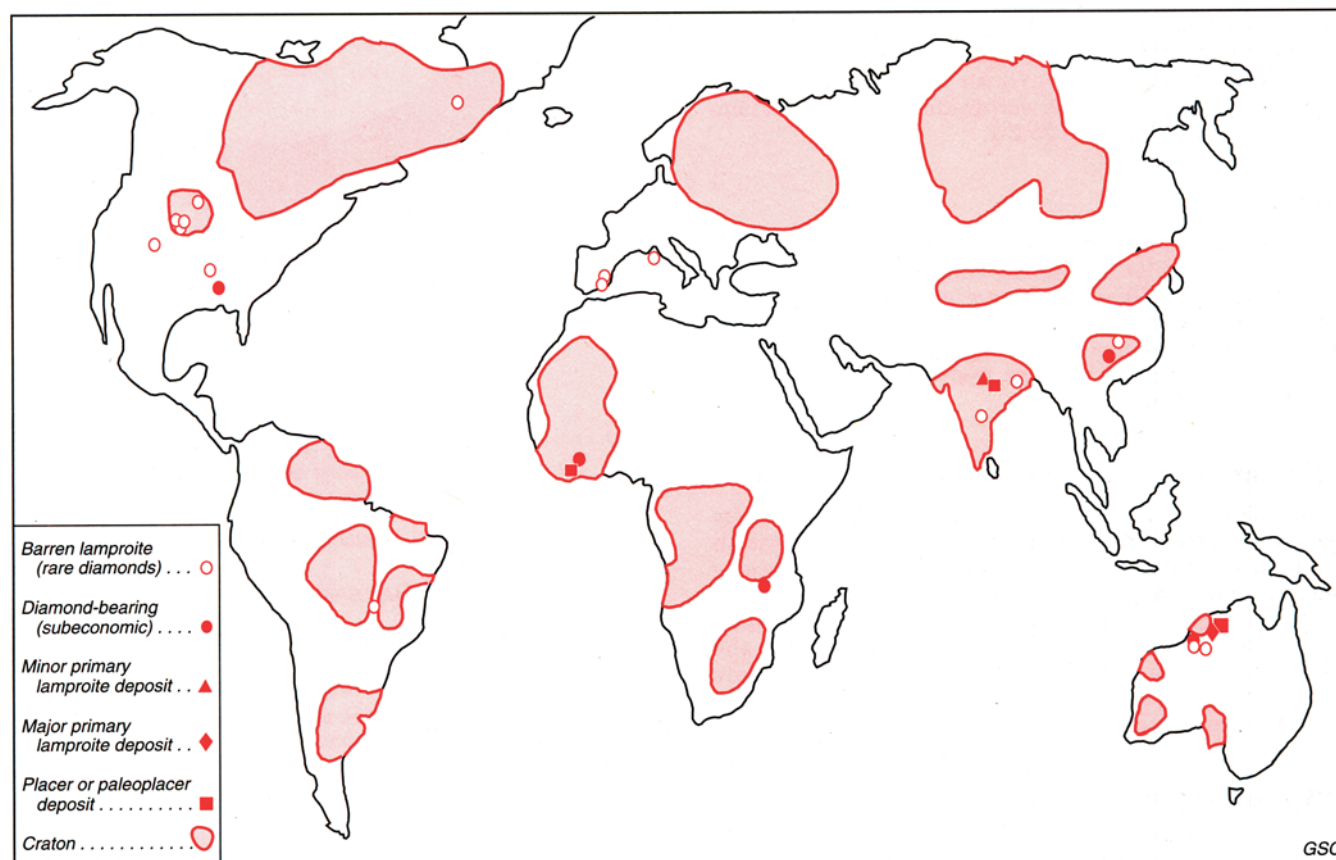 Barren lamproite
(rare diamonds) . . .
Diamond-bearing
(subeconomic) . . . .
Minor primary
lamproite deposit . .
Major primary
lamproite deposit . .
Placer or paleoplacer
deposit . . . . . . . . . .
Craton . . . . . . . . . . . .
GSC